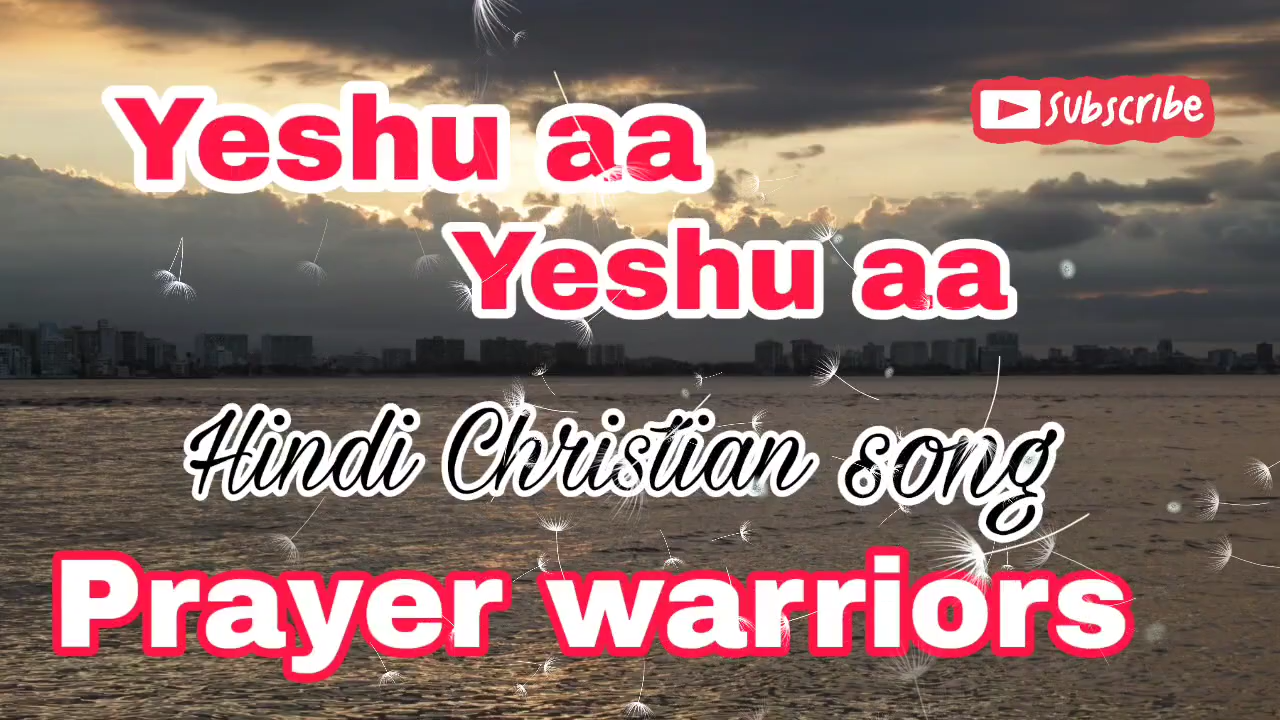 Yeshu aa
Subscribe
Yeshu aa
Hindi Christian song
Prayer warriors